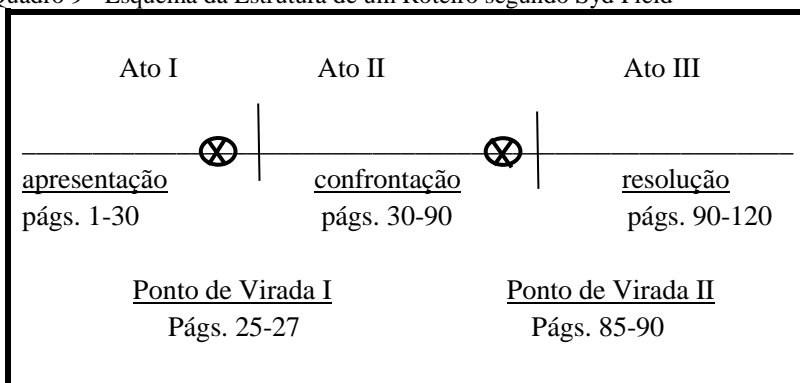 Quadro 9 - Esquema da Estrutura de um Roteiro segundo Syd Field
Ato I Ato II Ato III
apresentação confrontação resolução
págs. 1-30 págs. 30-90 págs. 90-120
Ponto de Virada I Ponto de Virada II
Págs. 25-27 Págs. 85-90